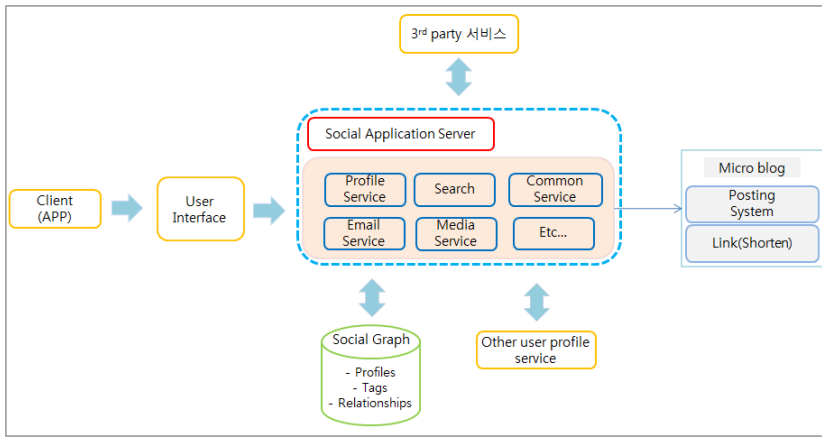 3rd party 서비스
Social Application Server
Profile
Service
Search
Common
Service
Email
Service
Media
Service
Etc...
Client
(APP)
User
Interface
Micro blog
Posting
System
Link(Shorten)
Social Graph
- Profiles
- Tags
- Relationships
Other user profile
service